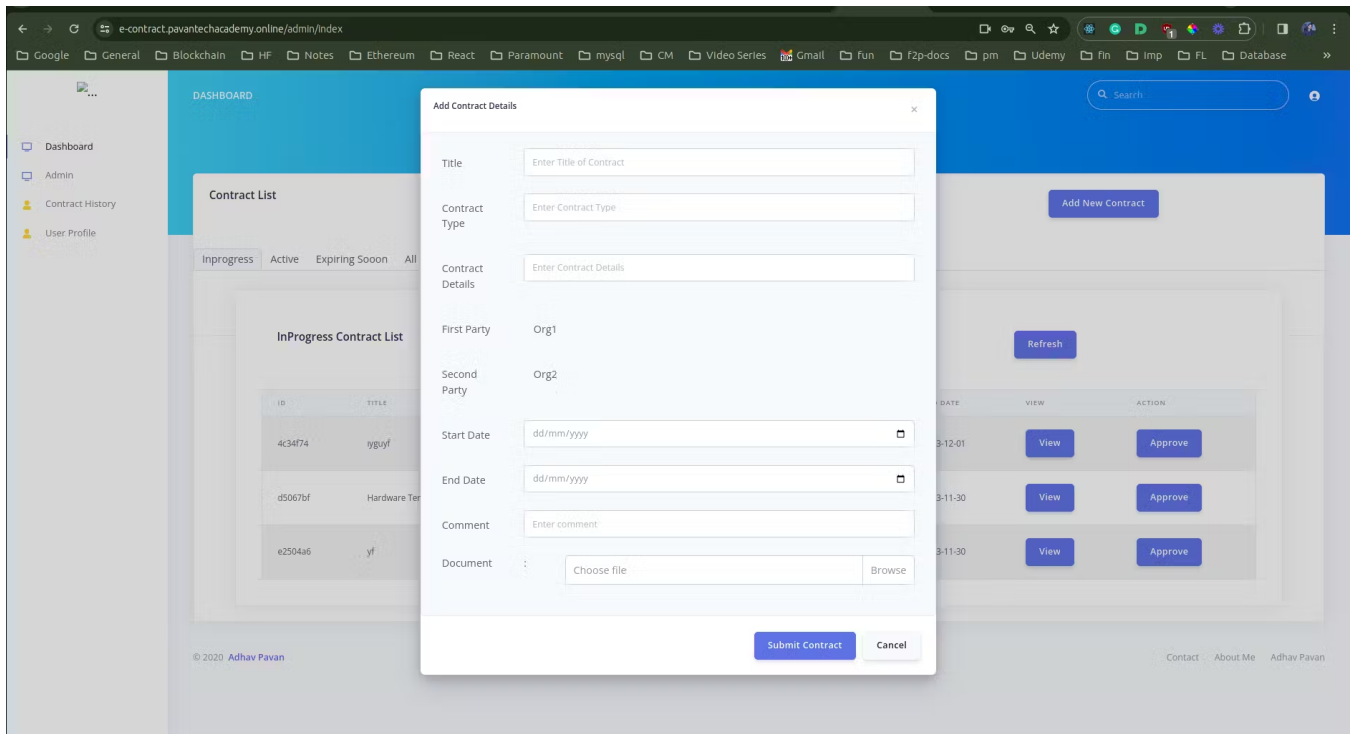 e-contract.pavantechacademy.online/admin/index
Google General Blockchain HF Notes Ethereum React Paramount mysql CM Video Series Gmail fun f2p-docs pm Udemy fin Imp FL Database »
...
DASHBOARD
Search
Dashboard
Admin
Contract History
User Profile
Contract List
Add New Contract
Inprogress Active Expiring Sooon All
InProgress Contract List
Refresh
ID TITLE DATE VIEW ACTION
4c34f74 3-12-01 View Approve
d5067bf Hardware Ter 3-11-30 View Approve
e2504a6 yf 3-11-30 View Approve
© 2020 Adhav Pavan
Contact About Me Adhav Pavan
Add Contract Details
×
Title Enter Title of Contract
Contract Type Enter Contract Type
Contract Details Enter Contract Details
First Party Org1
Second Party Org2
Start Date dd/mm/yyyy
End Date dd/mm/yyyy
Comment Enter comment
Document : Choose file Browse
Submit Contract Cancel